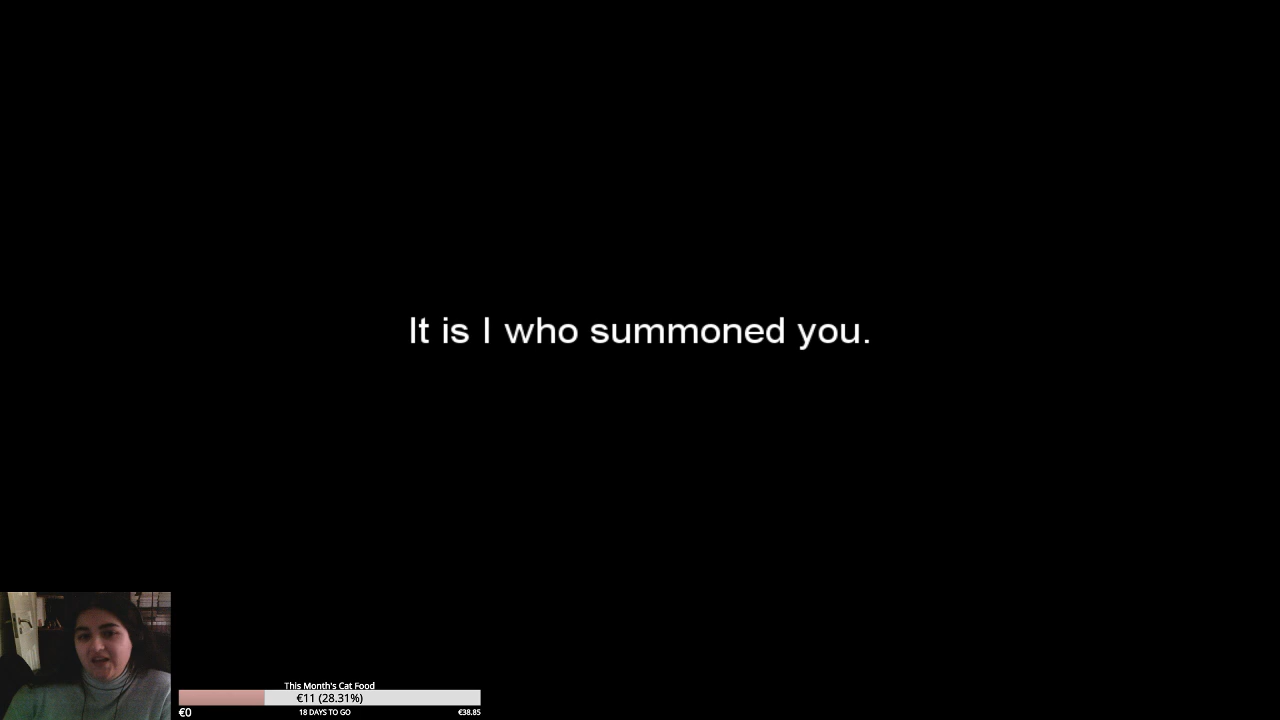 It is I who summoned you.
This Month's Cat Food
€11 (28.31%)
€0
18 DAYS TO GO
€38.85